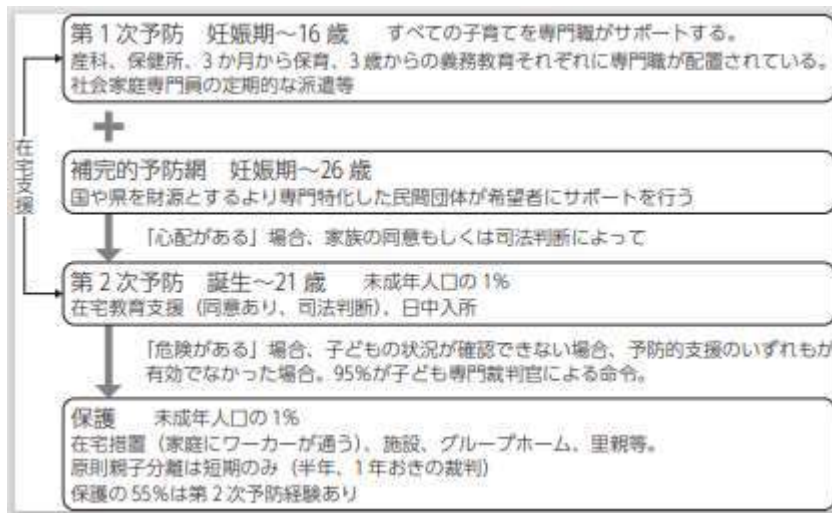 第1次予防　妊娠期〜16歳　　すべての子育てを専門職がサポートする。
産科、保健所、3か月から保育、3歳からの義務教育それぞれに専門職が配置されている。
社会家庭専門員の定期的な派遣等
在宅支援
補完的予防網　妊娠期〜26歳
国や県を財源とするより専門特化した民間団体が希望者にサポートを行う
「心配がある」場合、家族の同意もしくは司法判断によって
第2次予防　誕生〜21歳　　未成年人口の1%
在宅教育支援（同意あり、司法判断）、日中入所
「危険がある」場合、子どもの状況が確認できない場合、予防的支援のいずれもが
有効でなかった場合。95%が子ども専門裁判官による命令。
保護　　未成年人口の1%
在宅措置（家庭にワーカーが通う）、施設、グループホーム、里親等。
原則親子分離は短期のみ（半年、1年おきの裁判）
保護の55%は第2次予防経験あり